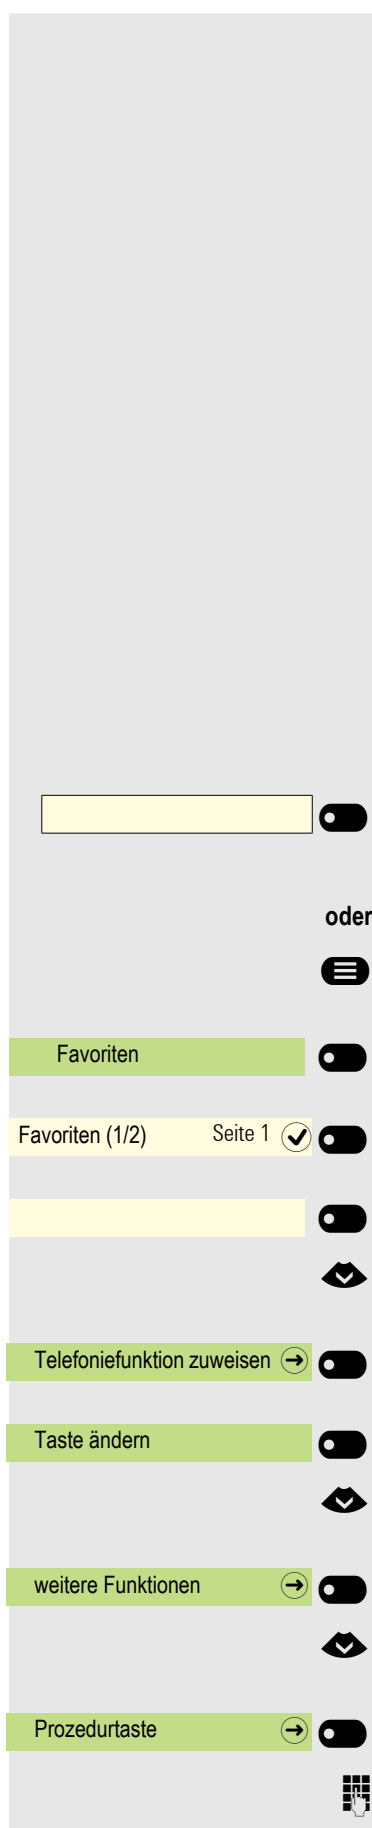 oder
Favoriten
Favoriten (1/2) Seite 1
Telefoniefunktion zuweisen
Taste ändern
weitere Funktionen
Prozedurtaste